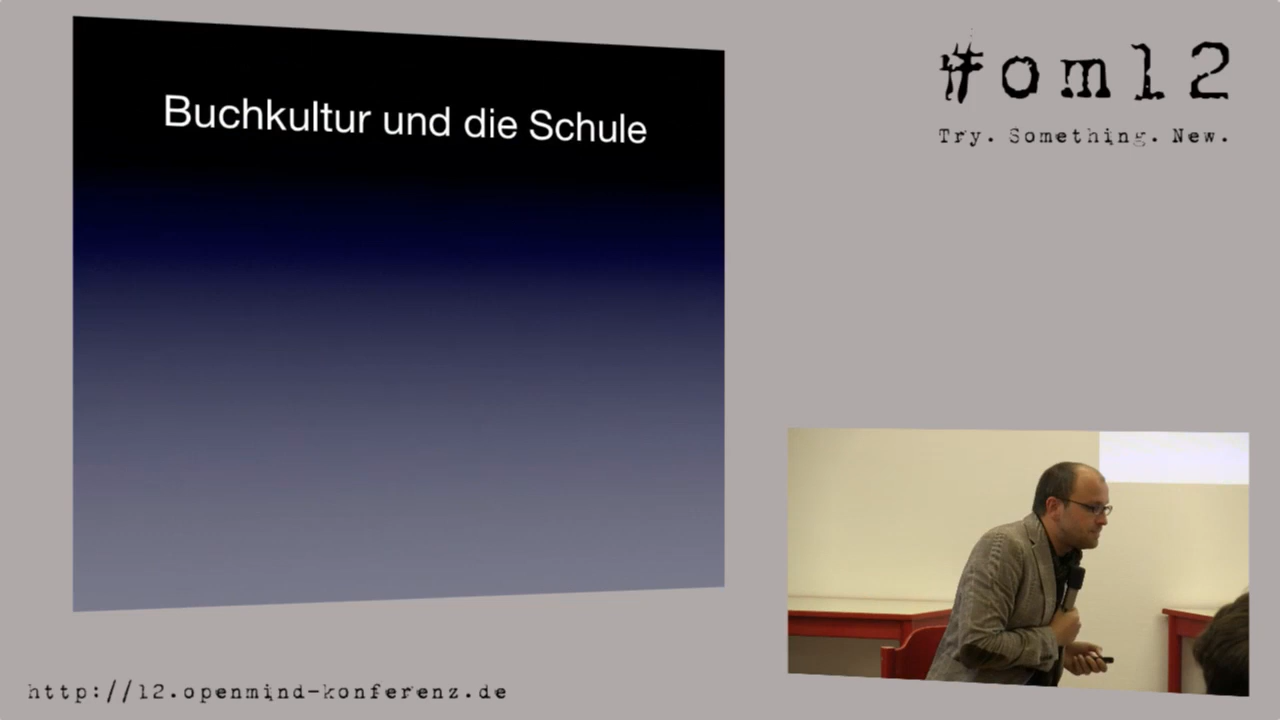 Buchkultur und die Schule
#om12
Try. Something. New.
http://12.openmind-konferenz.de